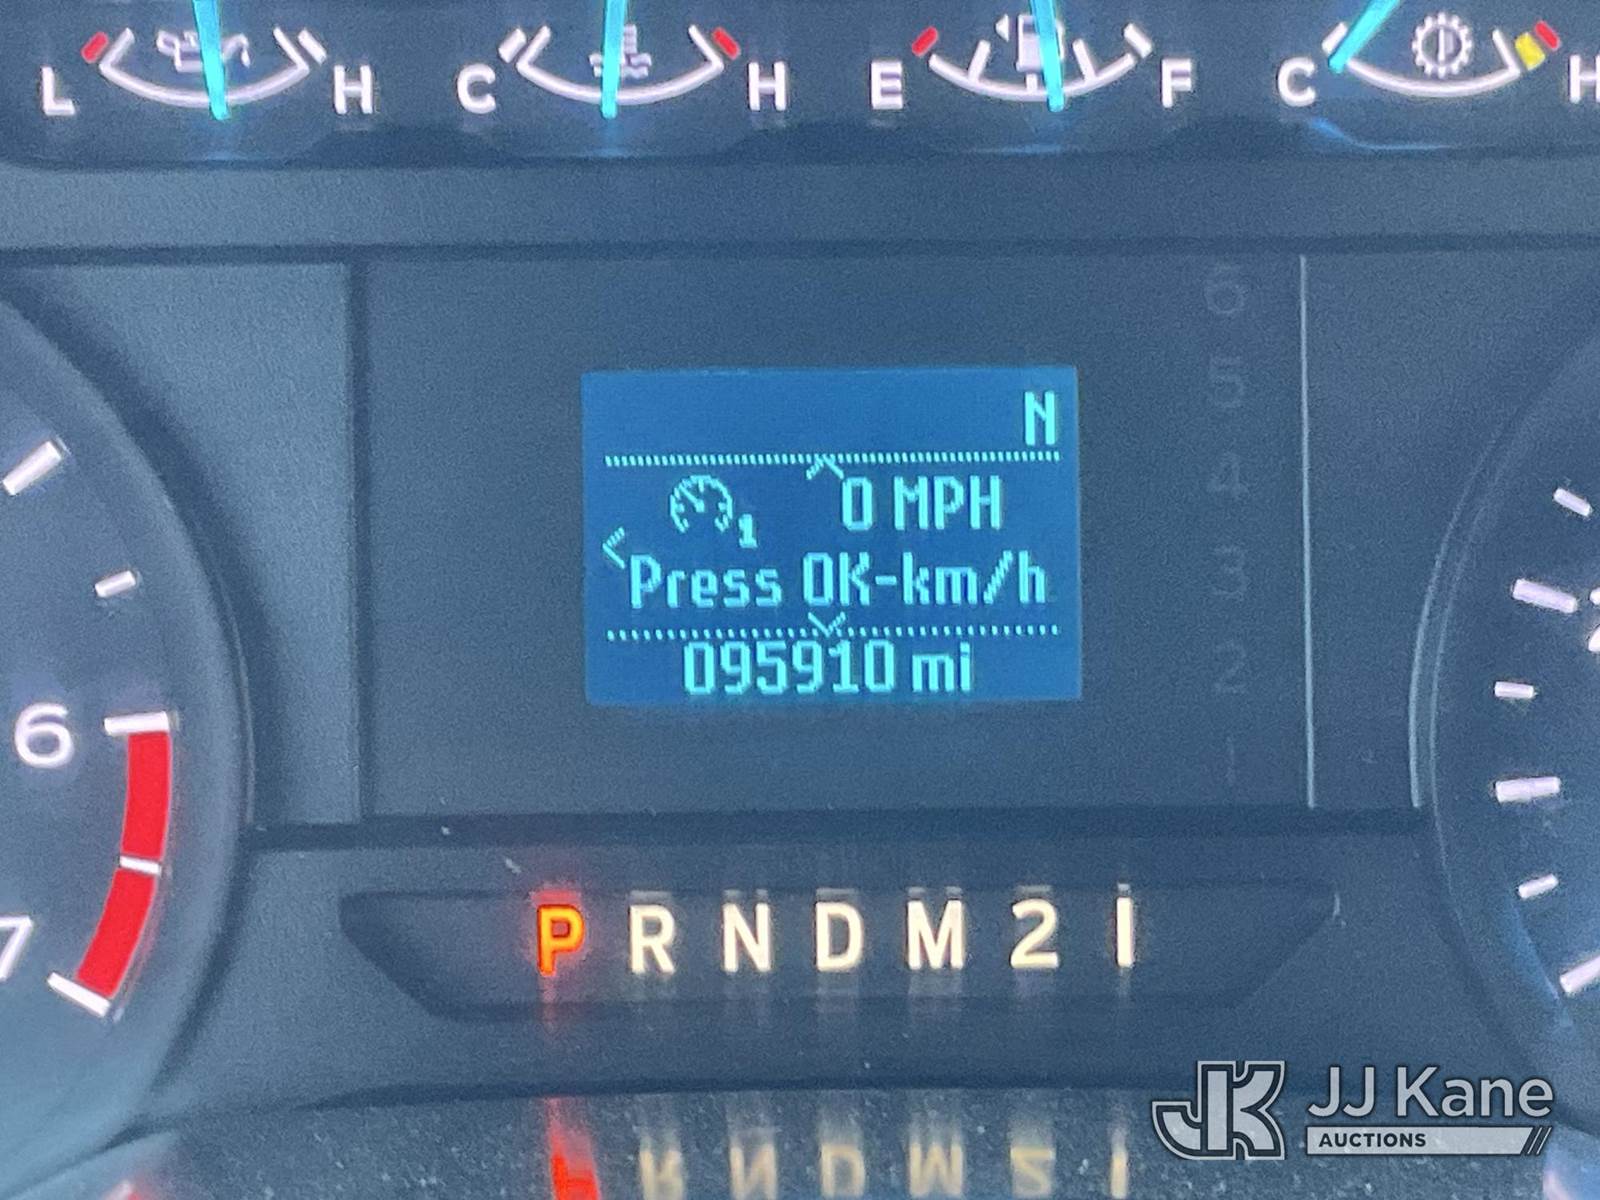 L H C H E F C H
N
6
5
4
3
2
1
1 0 MPH
Press OK-km/h
095910 mi
6
7
P R N D M 2 1
JJ Kane
AUCTIONS